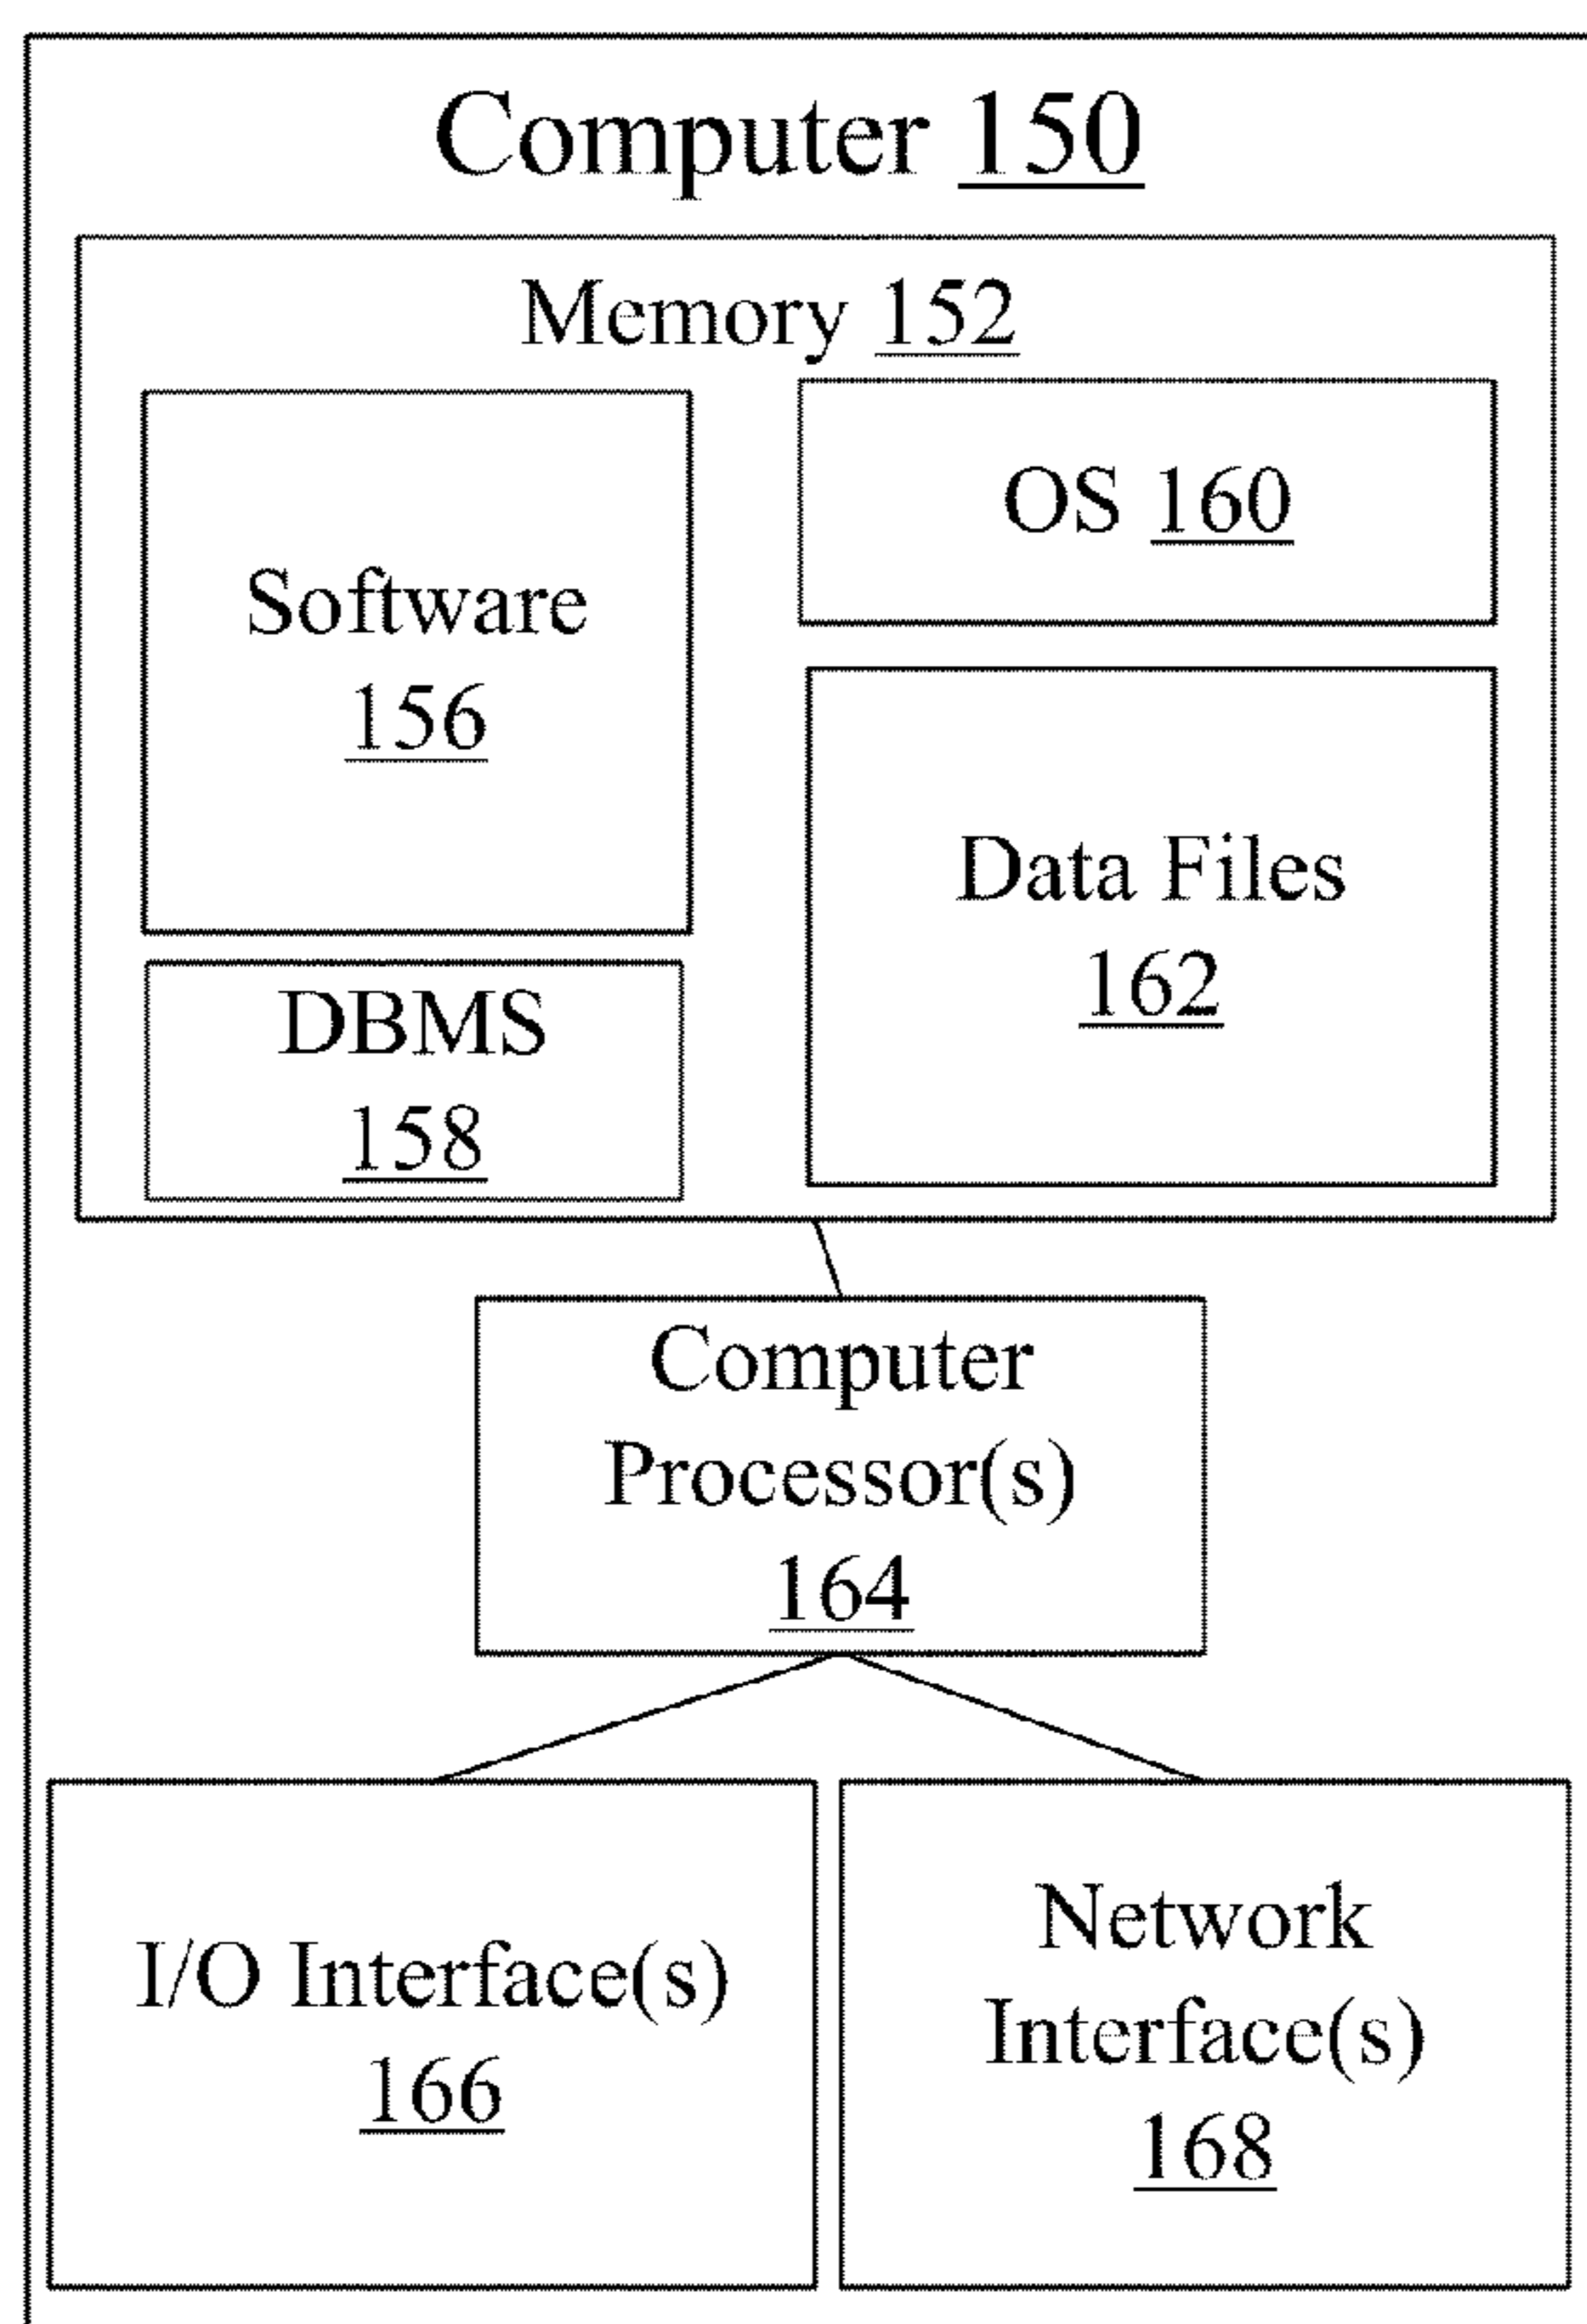 Computer 150
Memory 152
Software
156
OS 160
DBMS
158
Data Files
162
Computer
Processor(s)
164
I/O Interface(s)
166
Network
Interface(s)
168